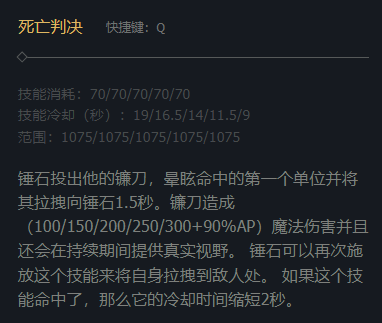 死亡判决 快捷键：Q
技能消耗：70/70/70/70/70
技能冷却（秒）：19/16.5/14/11.5/9
范围：1075/1075/1075/1075/1075
锤石投出他的镰刀，晕眩命中的第一个单位并将
其拉拽向锤石1.5秒。镰刀造成
（100/150/200/250/300+90%AP）魔法伤害并且
还会在持续期间提供真实视野。 锤石可以再次施
放这个技能来将自身拉拽到敌人处。 如果这个技
能命中了，那么它的冷却时间缩短2秒。